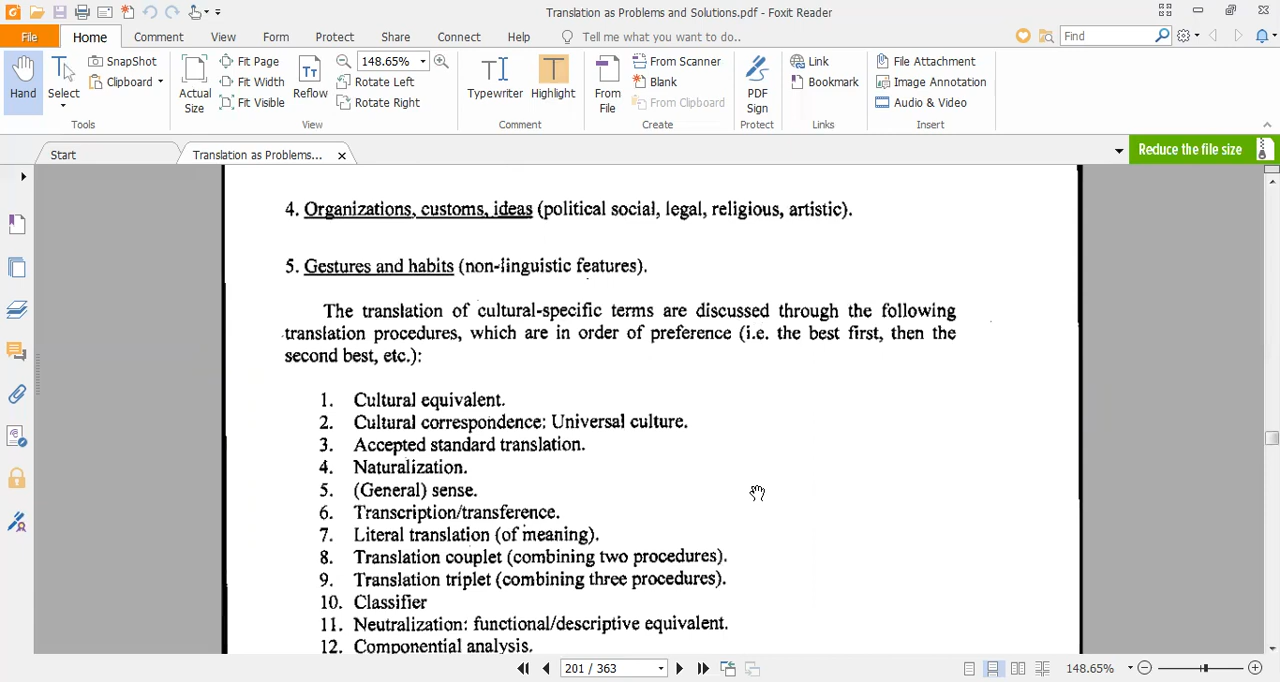 Translation as Problems and Solutions.pdf - Foxit Reader
File Home Comment View Form Protect Share Connect Help Tell me what you want to do.. Find
Hand
Select
SnapShot
Clipboard
Tools
Actual Size
Fit Page
Fit Width
Fit Visible
Reflow
148.65%
Rotate Left
Rotate Right
View
Typewriter
Highlight
Comment
From File
From Scanner
Blank
From Clipboard
Create
PDF Sign
Protect
Link
Bookmark
Links
File Attachment
Image Annotation
Audio & Video
Insert
Start
Translation as Problems...
Reduce the file size
4. Organizations, customs, ideas (political social, legal, religious, artistic).
5. Gestures and habits (non-linguistic features).
The translation of cultural-specific terms are discussed through the following
translation procedures, which are in order of preference (i.e. the best first, then the
second best, etc.):
1. Cultural equivalent.
2. Cultural correspondence: Universal culture.
3. Accepted standard translation.
4. Naturalization.
5. (General) sense.
6. Transcription/transference.
7. Literal translation (of meaning).
8. Translation couplet (combining two procedures).
9. Translation triplet (combining three procedures).
10. Classifier
11. Neutralization: functional/descriptive equivalent.
12. Componential analysis.
201 / 363
148.65%